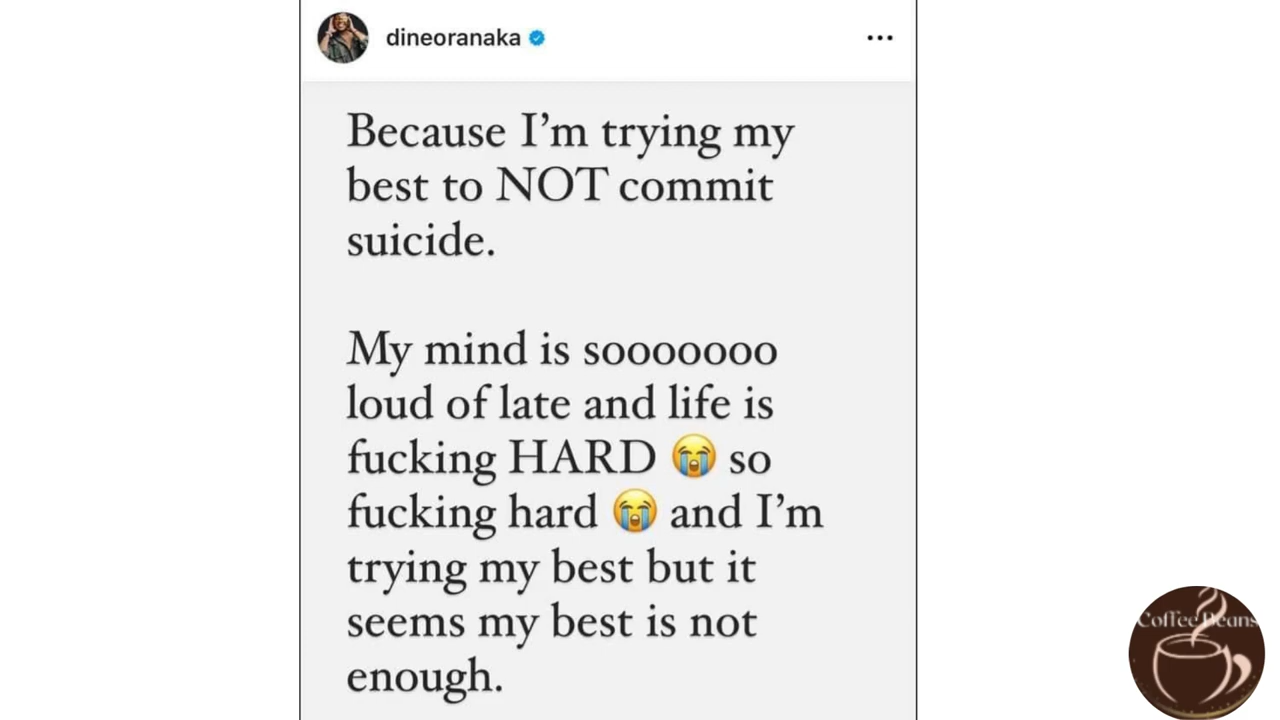 dineoranaka
Because I’m trying my
best to NOT commit
suicide.
My mind is sooooooo
loud of late and life is
fucking HARD 😭 so
fucking hard 😭 and I’m
trying my best but it
seems my best is not
enough.
Coffee Beans